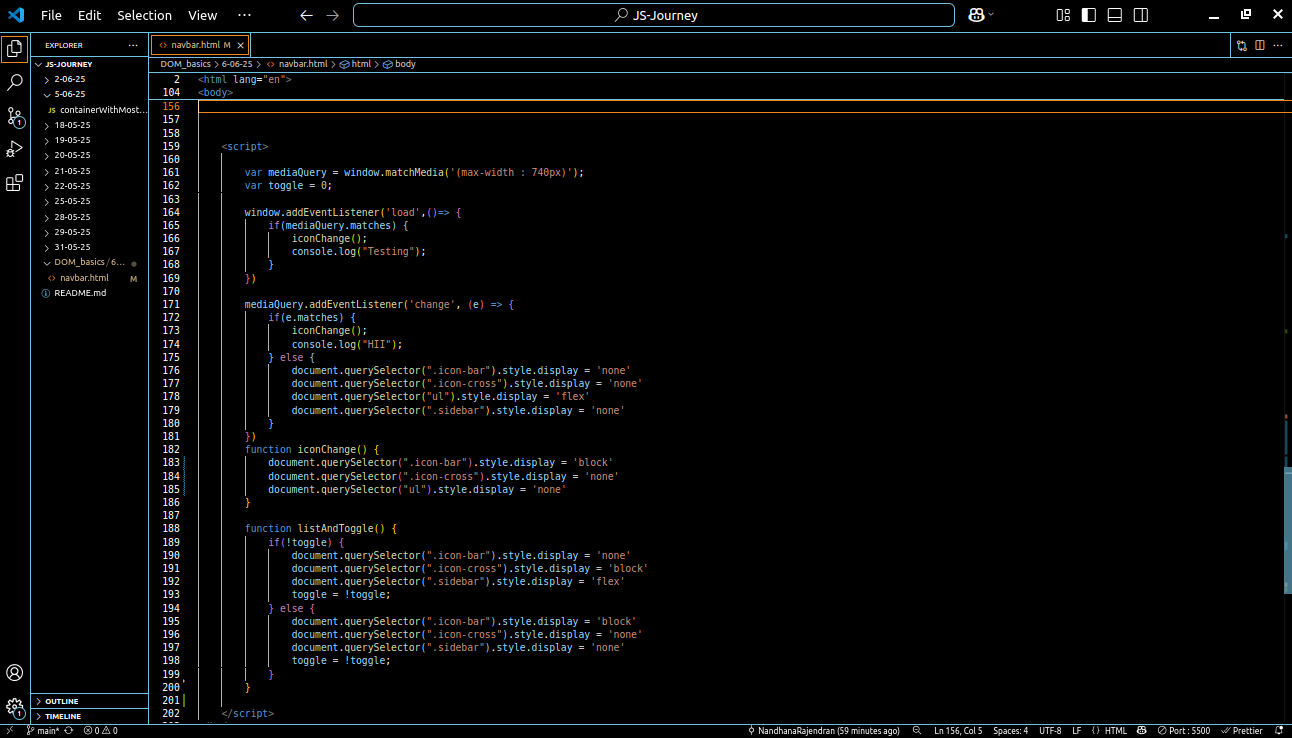 File Edit Selection View ··· JS-Journey
EXPLORER ···
JS-JOURNEY
2-06-25
5-06-25
JS containerWithMost...
18-05-25
19-05-25
20-05-25
21-05-25
22-05-25
25-05-25
28-05-25
29-05-25
31-05-25
DOM_basics / 6...
navbar.html M
README.md
OUTLINE
TIMELINE
1
1
navbar.html M
DOM_basics > 6-06-25 > navbar.html > html > body
2 <html lang="en">
104 <body>
156
157
158
159 <script>
160
161 var mediaQuery = window.matchMedia('(max-width : 740px)');
162 var toggle = 0;
163
164 window.addEventListener('load',()=> {
165 if(mediaQuery.matches) {
166 iconChange();
167 console.log("Testing");
168 }
169 })
170
171 mediaQuery.addEventListener('change', (e) => {
172 if(e.matches) {
173 iconChange();
174 console.log("HII");
175 } else {
176 document.querySelector(".icon-bar").style.display = 'none'
177 document.querySelector(".icon-cross").style.display = 'none'
178 document.querySelector("ul").style.display = 'flex'
179 document.querySelector(".sidebar").style.display = 'none'
180 }
181 })
182 function iconChange() {
183 document.querySelector(".icon-bar").style.display = 'block'
184 document.querySelector(".icon-cross").style.display = 'none'
185 document.querySelector("ul").style.display = 'none'
186 }
187
188 function listAndToggle() {
189 if(!toggle) {
190 document.querySelector(".icon-bar").style.display = 'none'
191 document.querySelector(".icon-cross").style.display = 'block'
192 document.querySelector(".sidebar").style.display = 'flex'
193 toggle = !toggle;
194 } else {
195 document.querySelector(".icon-bar").style.display = 'block'
196 document.querySelector(".icon-cross").style.display = 'none'
197 document.querySelector(".sidebar").style.display = 'none'
198 toggle = !toggle;
199 }
200 }
201
202 </script>
main* 0 0 NandhanaRajendran (59 minutes ago) Ln 156, Col 5 Spaces: 4 UTF-8 LF {} HTML Port : 5500 Prettier